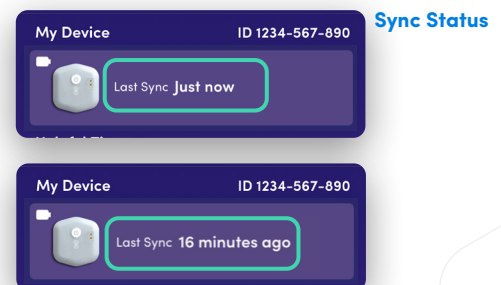 Sync Status
My Device ID 1234-567-890
Last Sync Just now
My Device ID 1234-567-890
Last Sync 16 minutes ago